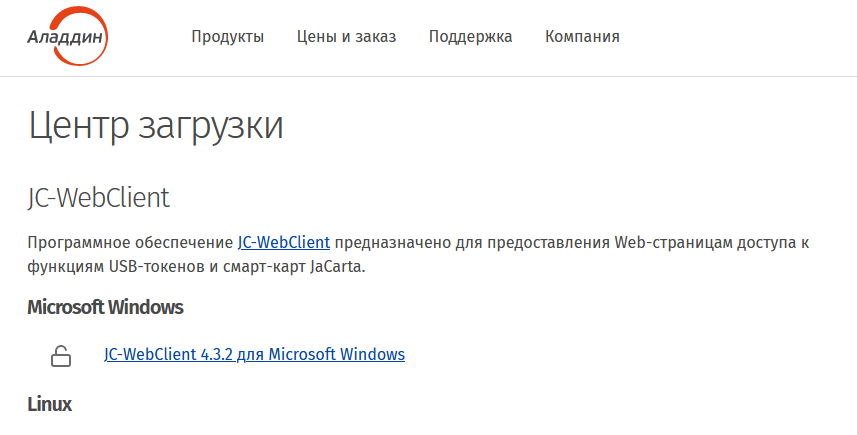 Аладдин
Продукты Цены и заказ Поддержка Компания
Центр загрузки
JC-WebClient
Программное обеспечение JC-WebClient предназначено для предоставления Web-страницам доступа к
функциям USB-токенов и смарт-карт JaCarta.
Microsoft Windows
JC-WebClient 4.3.2 для Microsoft Windows
Linux